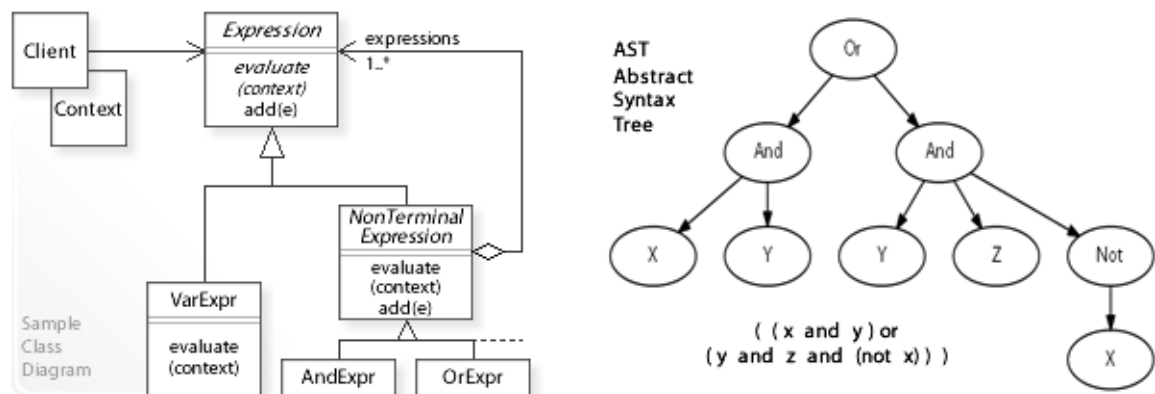 Client
Context
Expression
evaluate
(context)
add(e)
expressions
1..*
NonTerminal
Expression
evaluate
(context)
add(e)
VarExpr
evaluate
(context)
AndExpr
OrExpr
Sample
Class
Diagram
AST
Abstract
Syntax
Tree
Or
And And
X Y Y Z Not
X
( ( x and y ) or
( y and z and (not x) ) )